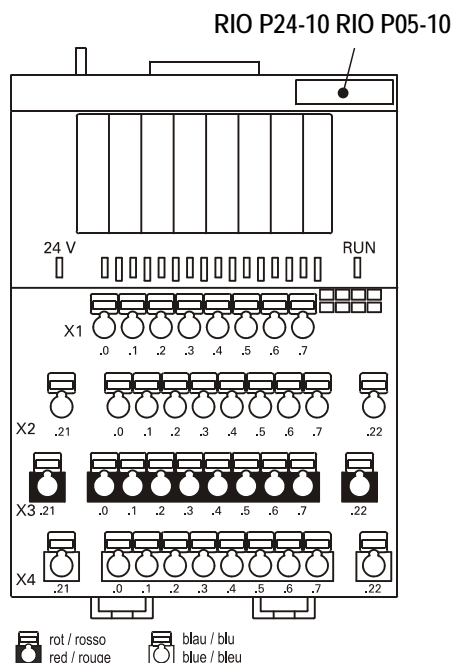 RIO P24-10 RIO P05-10
24 V RUN
X1
.0 .1 .2 .3 .4 .5 .6 .7
X2 .21 .0 .1 .2 .3 .4 .5 .6 .7 .22
X3 .21 .0 .1 .2 .3 .4 .5 .6 .7 .22
X4 .21 .0 .1 .2 .3 .4 .5 .6 .7 .22
rot / rosso blau / blu
red / rouge blue / bleu